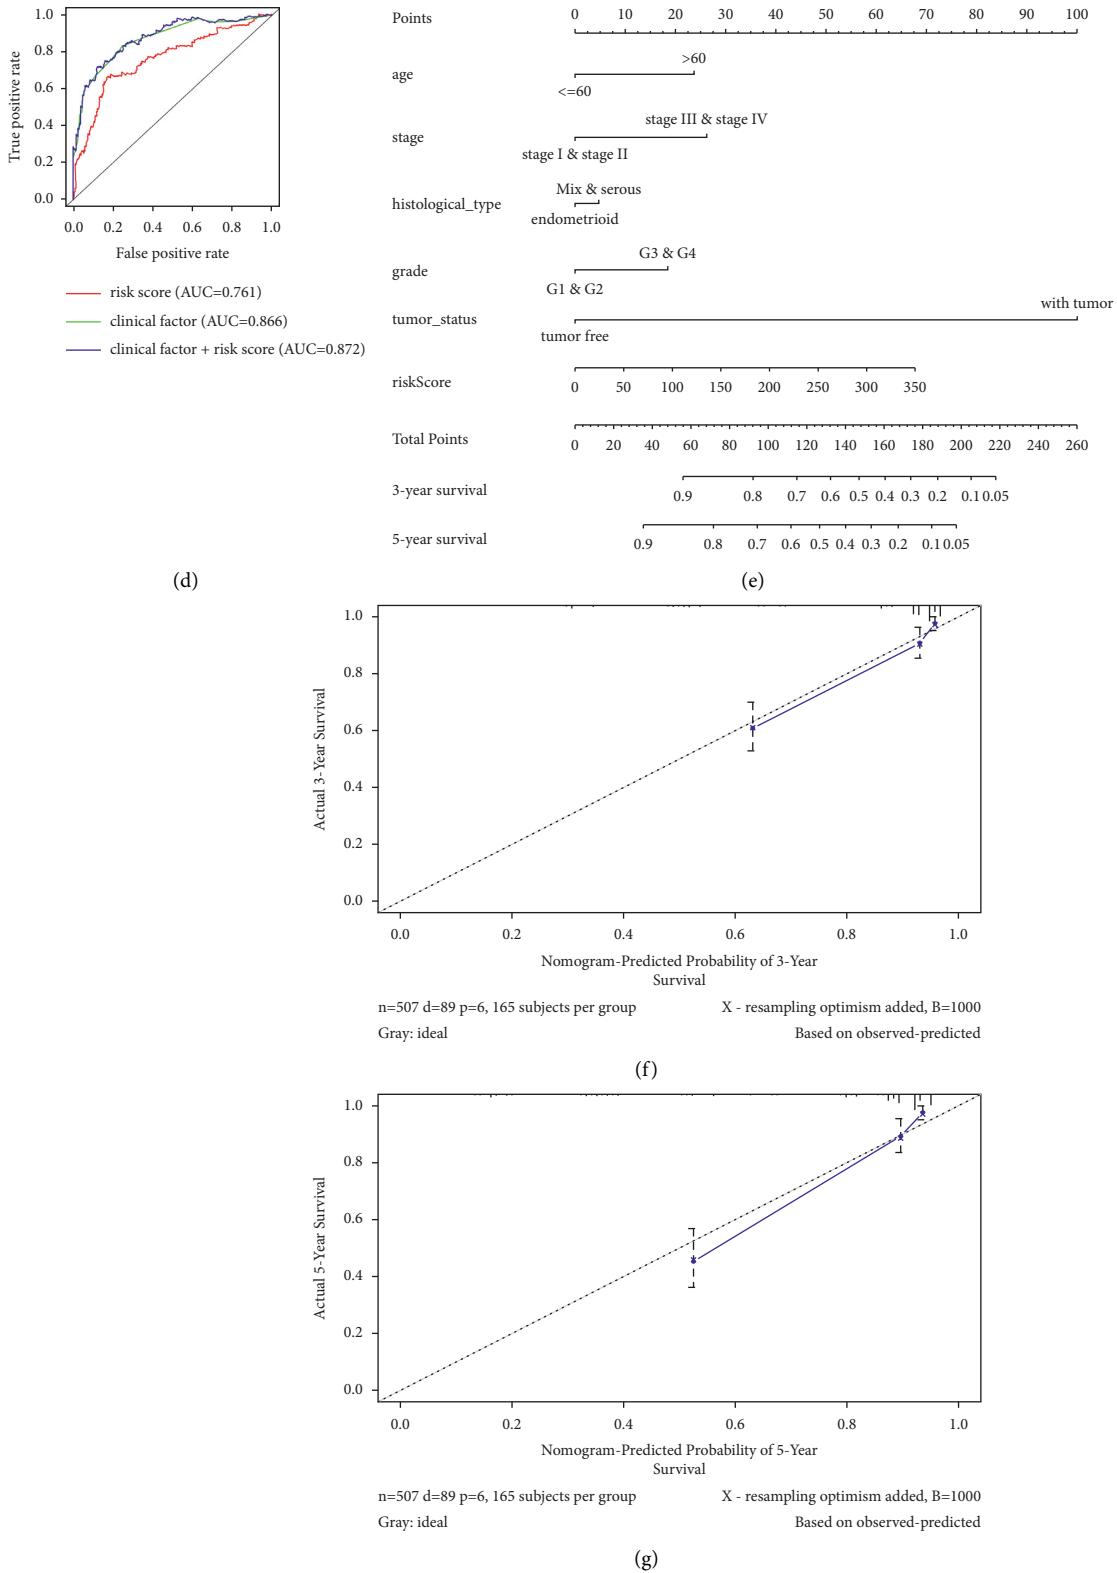 1.0
0.8
0.6
0.4
0.2
0.0
True positive rate
0.0 0.2 0.4 0.6 0.8 1.0
False positive rate
risk score (AUC=0.761)
clinical factor (AUC=0.866)
clinical factor + risk score (AUC=0.872)
(d)
Points
0 10 20 30 40 50 60 70 80 90 100
age
>60
<=60
stage
stage III & stage IV
stage I & stage II
histological_type
Mix & serous
endometrioid
grade
G3 & G4
G1 & G2
tumor_status
with tumor
tumor free
riskScore
0 50 100 150 200 250 300 350
Total Points
0 20 40 60 80 100 120 140 160 180 200 220 240 260
3-year survival
0.9 0.8 0.7 0.6 0.5 0.4 0.3 0.2 0.1 0.05
5-year survival
0.9 0.8 0.7 0.6 0.5 0.4 0.3 0.2 0.1 0.05
(e)
1.0
0.8
0.6
0.4
0.2
0.0
Actual 3-Year Survival
0.0 0.2 0.4 0.6 0.8 1.0
Nomogram-Predicted Probability of 3-Year
Survival
n=507 d=89 p=6, 165 subjects per group
X - resampling optimism added, B=1000
Gray: ideal
Based on observed-predicted
(f)
1.0
0.8
0.6
0.4
0.2
0.0
Actual 5-Year Survival
0.0 0.2 0.4 0.6 0.8 1.0
Nomogram-Predicted Probability of 5-Year
Survival
n=507 d=89 p=6, 165 subjects per group
X - resampling optimism added, B=1000
Gray: ideal
Based on observed-predicted
(g)